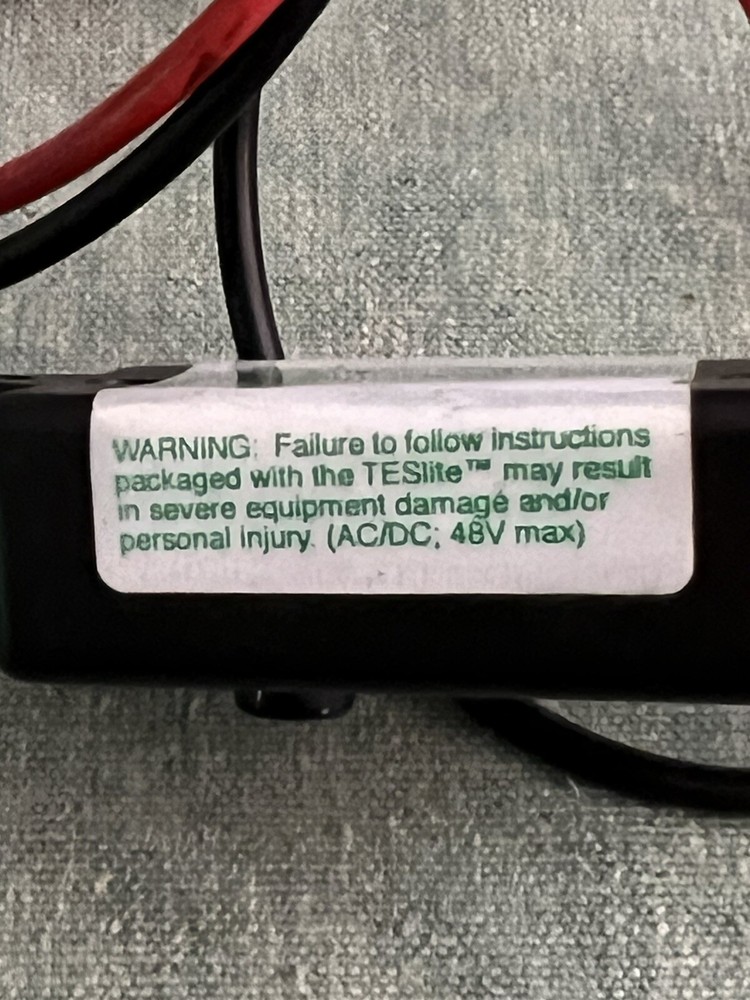 WARNING: Failure to follow instructions
packaged with the TESlite™ may result
in severe equipment damage and/or
personal injury. (AC/DC; 48V max)